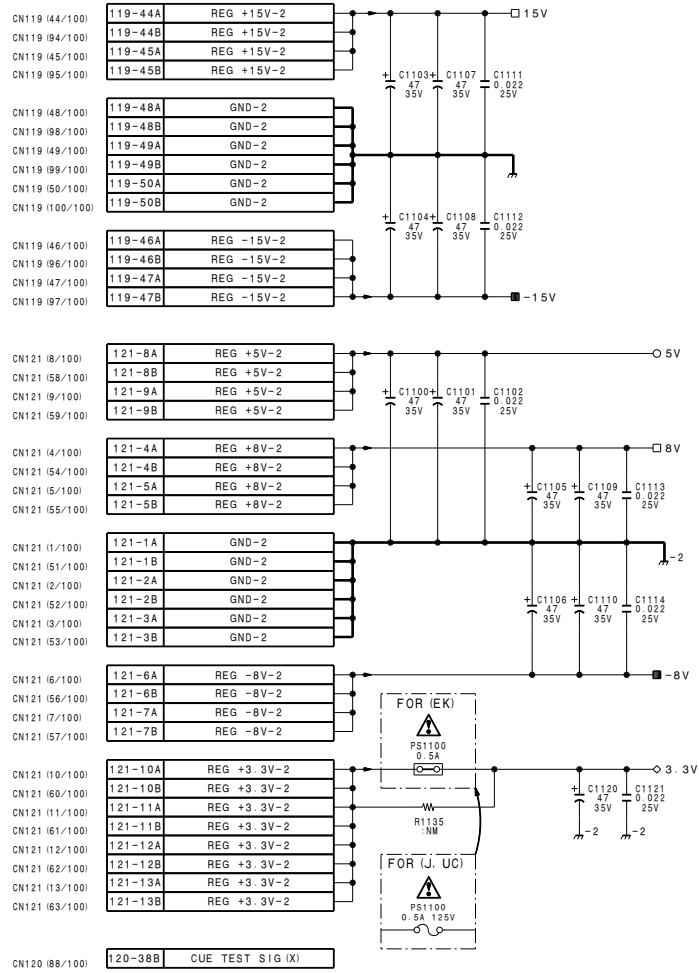 CN119 (44/100) 119-44A REG +15V-2
CN119 (94/100) 119-44B REG +15V-2
CN119 (45/100) 119-45A REG +15V-2
CN119 (95/100) 119-45B REG +15V-2
15V
+ C1103 47 35V
+ C1107 47 35V
C1111 0.022 25V
CN119 (48/100) 119-48A GND-2
CN119 (98/100) 119-48B GND-2
CN119 (49/100) 119-49A GND-2
CN119 (99/100) 119-49B GND-2
CN119 (50/100) 119-50A GND-2
CN119 (100/100) 119-50B GND-2
+ C1104 47 35V
+ C1108 47 35V
C1112 0.022 25V
CN119 (46/100) 119-46A REG -15V-2
CN119 (96/100) 119-46B REG -15V-2
CN119 (47/100) 119-47A REG -15V-2
CN119 (97/100) 119-47B REG -15V-2
-15V
CN121 (8/100) 121-8A REG +5V-2
CN121 (58/100) 121-8B REG +5V-2
CN121 (9/100) 121-9A REG +5V-2
CN121 (59/100) 121-9B REG +5V-2
5V
+ C1100 47 35V
+ C1101 47 35V
C1102 0.022 25V
CN121 (4/100) 121-4A REG +8V-2
CN121 (54/100) 121-4B REG +8V-2
CN121 (5/100) 121-5A REG +8V-2
CN121 (55/100) 121-5B REG +8V-2
8V
+ C1105 47 35V
+ C1109 47 35V
C1113 0.022 25V
CN121 (1/100) 121-1A GND-2
CN121 (51/100) 121-1B GND-2
CN121 (2/100) 121-2A GND-2
CN121 (52/100) 121-2B GND-2
CN121 (3/100) 121-3A GND-2
CN121 (53/100) 121-3B GND-2
-2
+ C1106 47 35V
+ C1110 47 35V
C1114 0.022 25V
CN121 (6/100) 121-6A REG -8V-2
CN121 (56/100) 121-6B REG -8V-2
CN121 (7/100) 121-7A REG -8V-2
CN121 (57/100) 121-7B REG -8V-2
-8V
FOR (EK)
PS1100
0.5A
CN121 (10/100) 121-10A REG +3.3V-2
CN121 (60/100) 121-10B REG +3.3V-2
CN121 (11/100) 121-11A REG +3.3V-2
CN121 (61/100) 121-11B REG +3.3V-2
CN121 (12/100) 121-12A REG +3.3V-2
CN121 (62/100) 121-12B REG +3.3V-2
CN121 (13/100) 121-13A REG +3.3V-2
CN121 (63/100) 121-13B REG +3.3V-2
3.3V
R1135
:NM
+ C1120 47 35V
C1121 0.022 25V
-2
-2
FOR (J, UC)
PS1100
0.5A 125V
CN120 (88/100) 120-38B CUE TEST SIG(X)